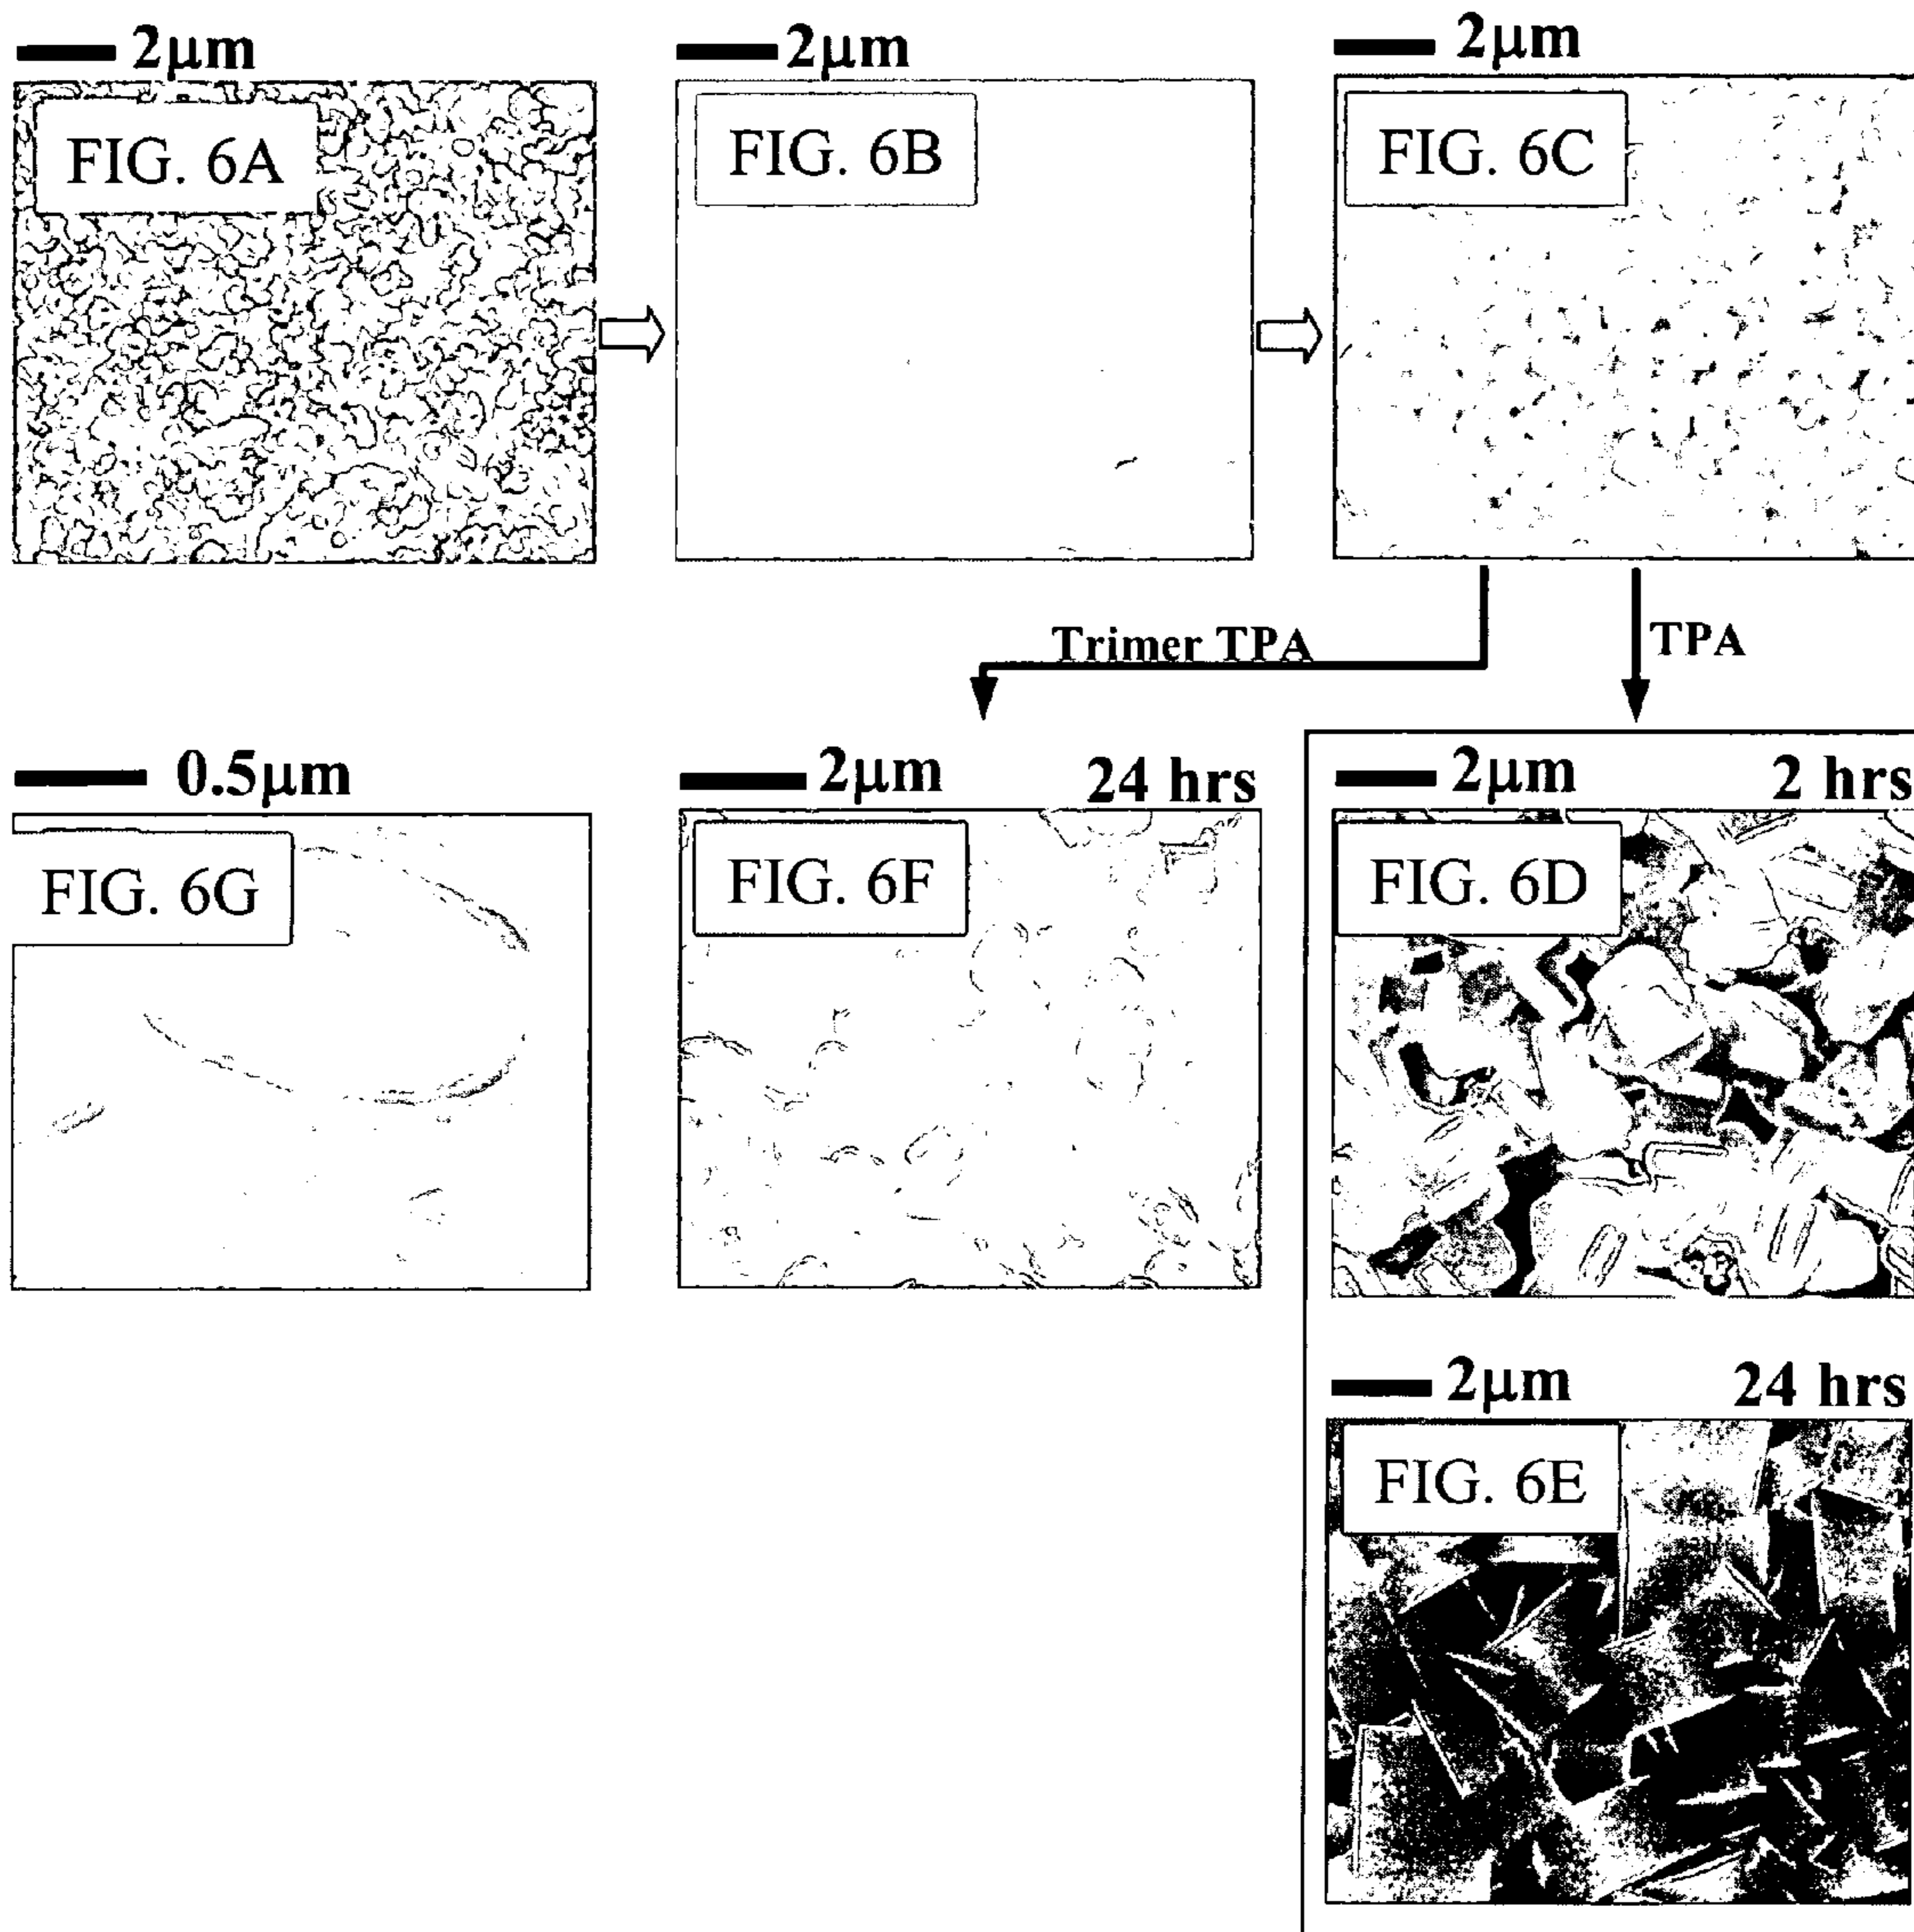 2μm
2μm
2μm
FIG. 6A
FIG. 6B
FIG. 6C
Trimer TPA
TPA
0.5μm
2μm 24 hrs
2μm 2 hrs
FIG. 6G
FIG. 6F
FIG. 6D
2μm 24 hrs
FIG. 6E